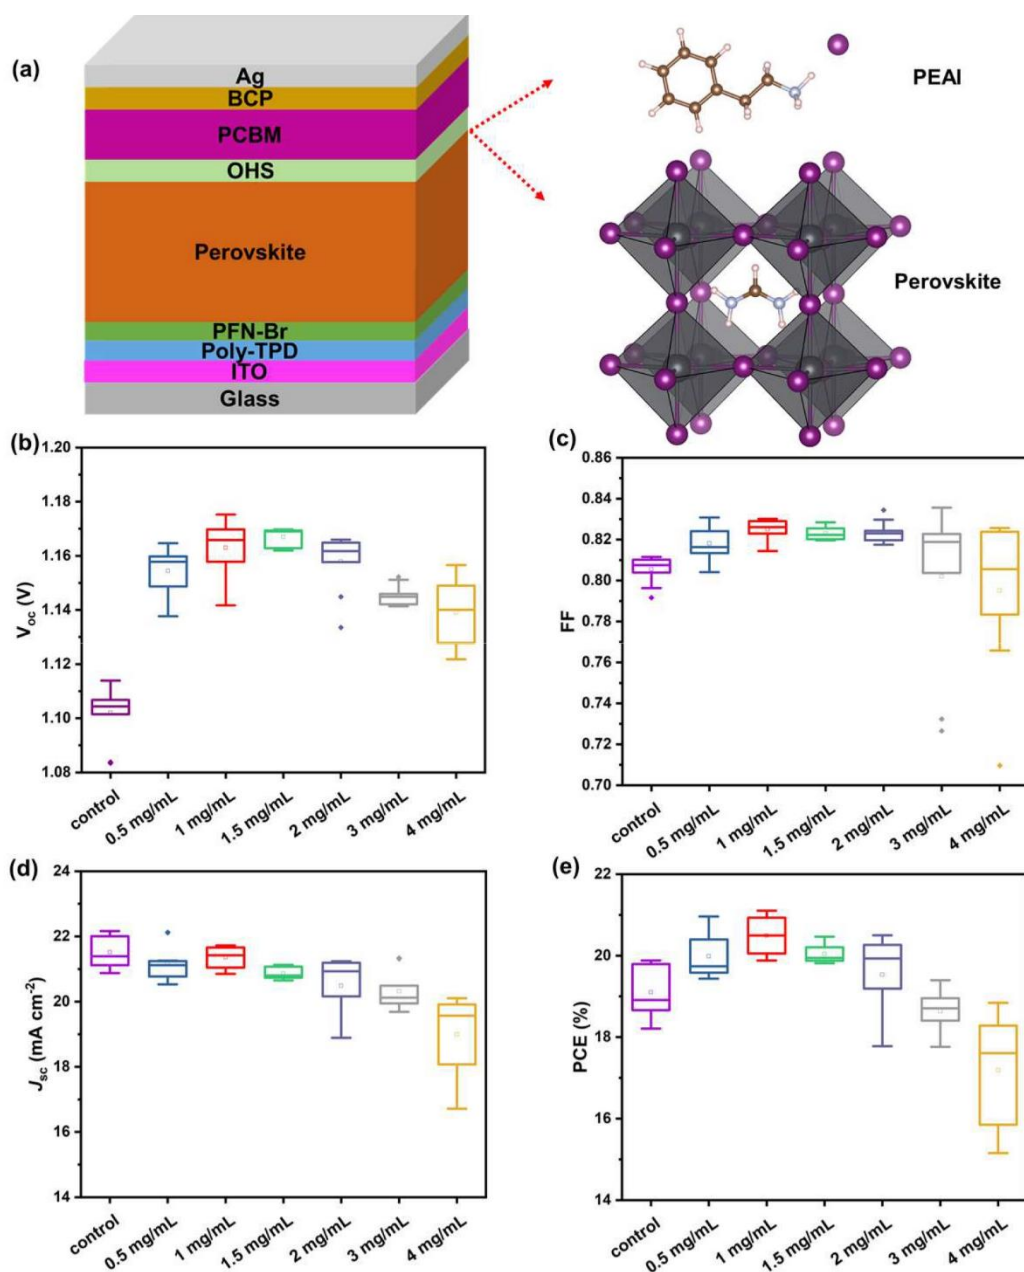 (a)
Ag
BCP
PCBM
OHS
Perovskite
PFN-Br
Poly-TPD
ITO
Glass
PEAI
Perovskite
(b)
1.20
1.18
1.16
1.14
1.12
1.10
1.08
Voc (V)
control
0.5 mg/mL
1 mg/mL
1.5 mg/mL
2 mg/mL
3 mg/mL
4 mg/mL
(c)
0.86
0.84
0.82
0.80
0.78
0.76
0.74
0.72
0.70
FF
control
0.5 mg/mL
1 mg/mL
1.5 mg/mL
2 mg/mL
3 mg/mL
4 mg/mL
(d)
24
22
20
18
16
14
Jsc (mA cm-2)
control
0.5 mg/mL
1 mg/mL
1.5 mg/mL
2 mg/mL
3 mg/mL
4 mg/mL
(e)
22
20
18
16
14
PCE (%)
control
0.5 mg/mL
1 mg/mL
1.5 mg/mL
2 mg/mL
3 mg/mL
4 mg/mL